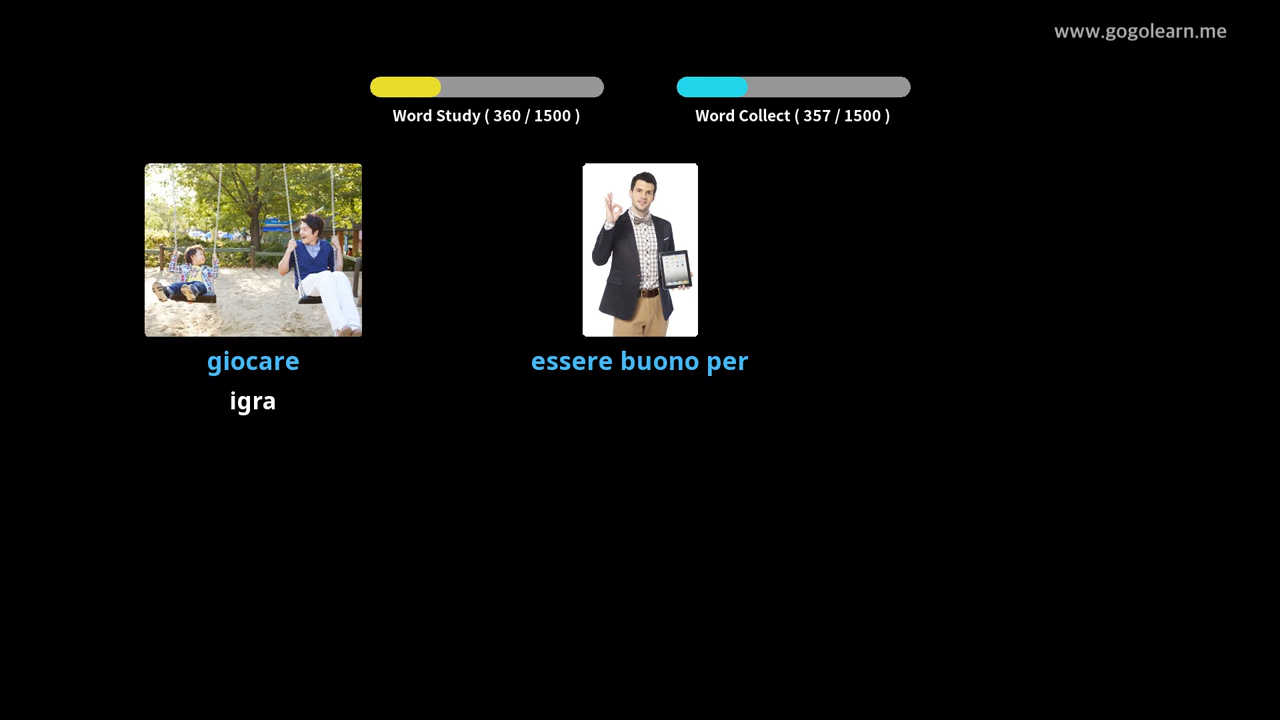 www.gogolearn.me
Word Study ( 360 / 1500 )
Word Collect ( 357 / 1500 )
giocare
igra
essere buono per